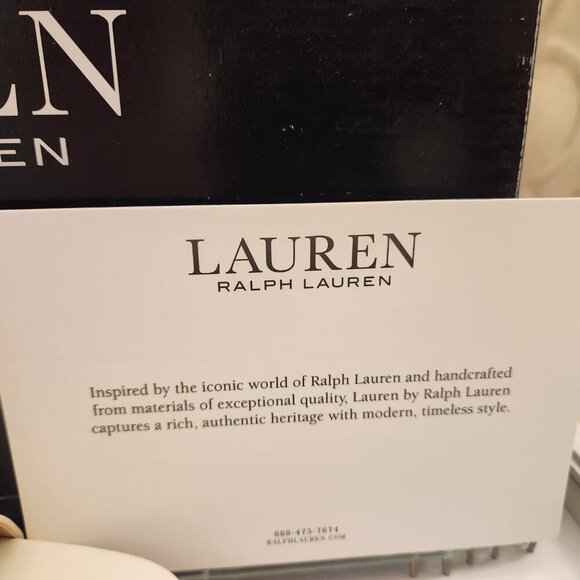 EN
EN
LAUREN
RALPH LAUREN
Inspired by the iconic world of Ralph Lauren and handcrafted
from materials of exceptional quality, Lauren by Ralph Lauren
captures a rich, authentic heritage with modern, timeless style.
888-475-7674
RALPHLAUREN.COM